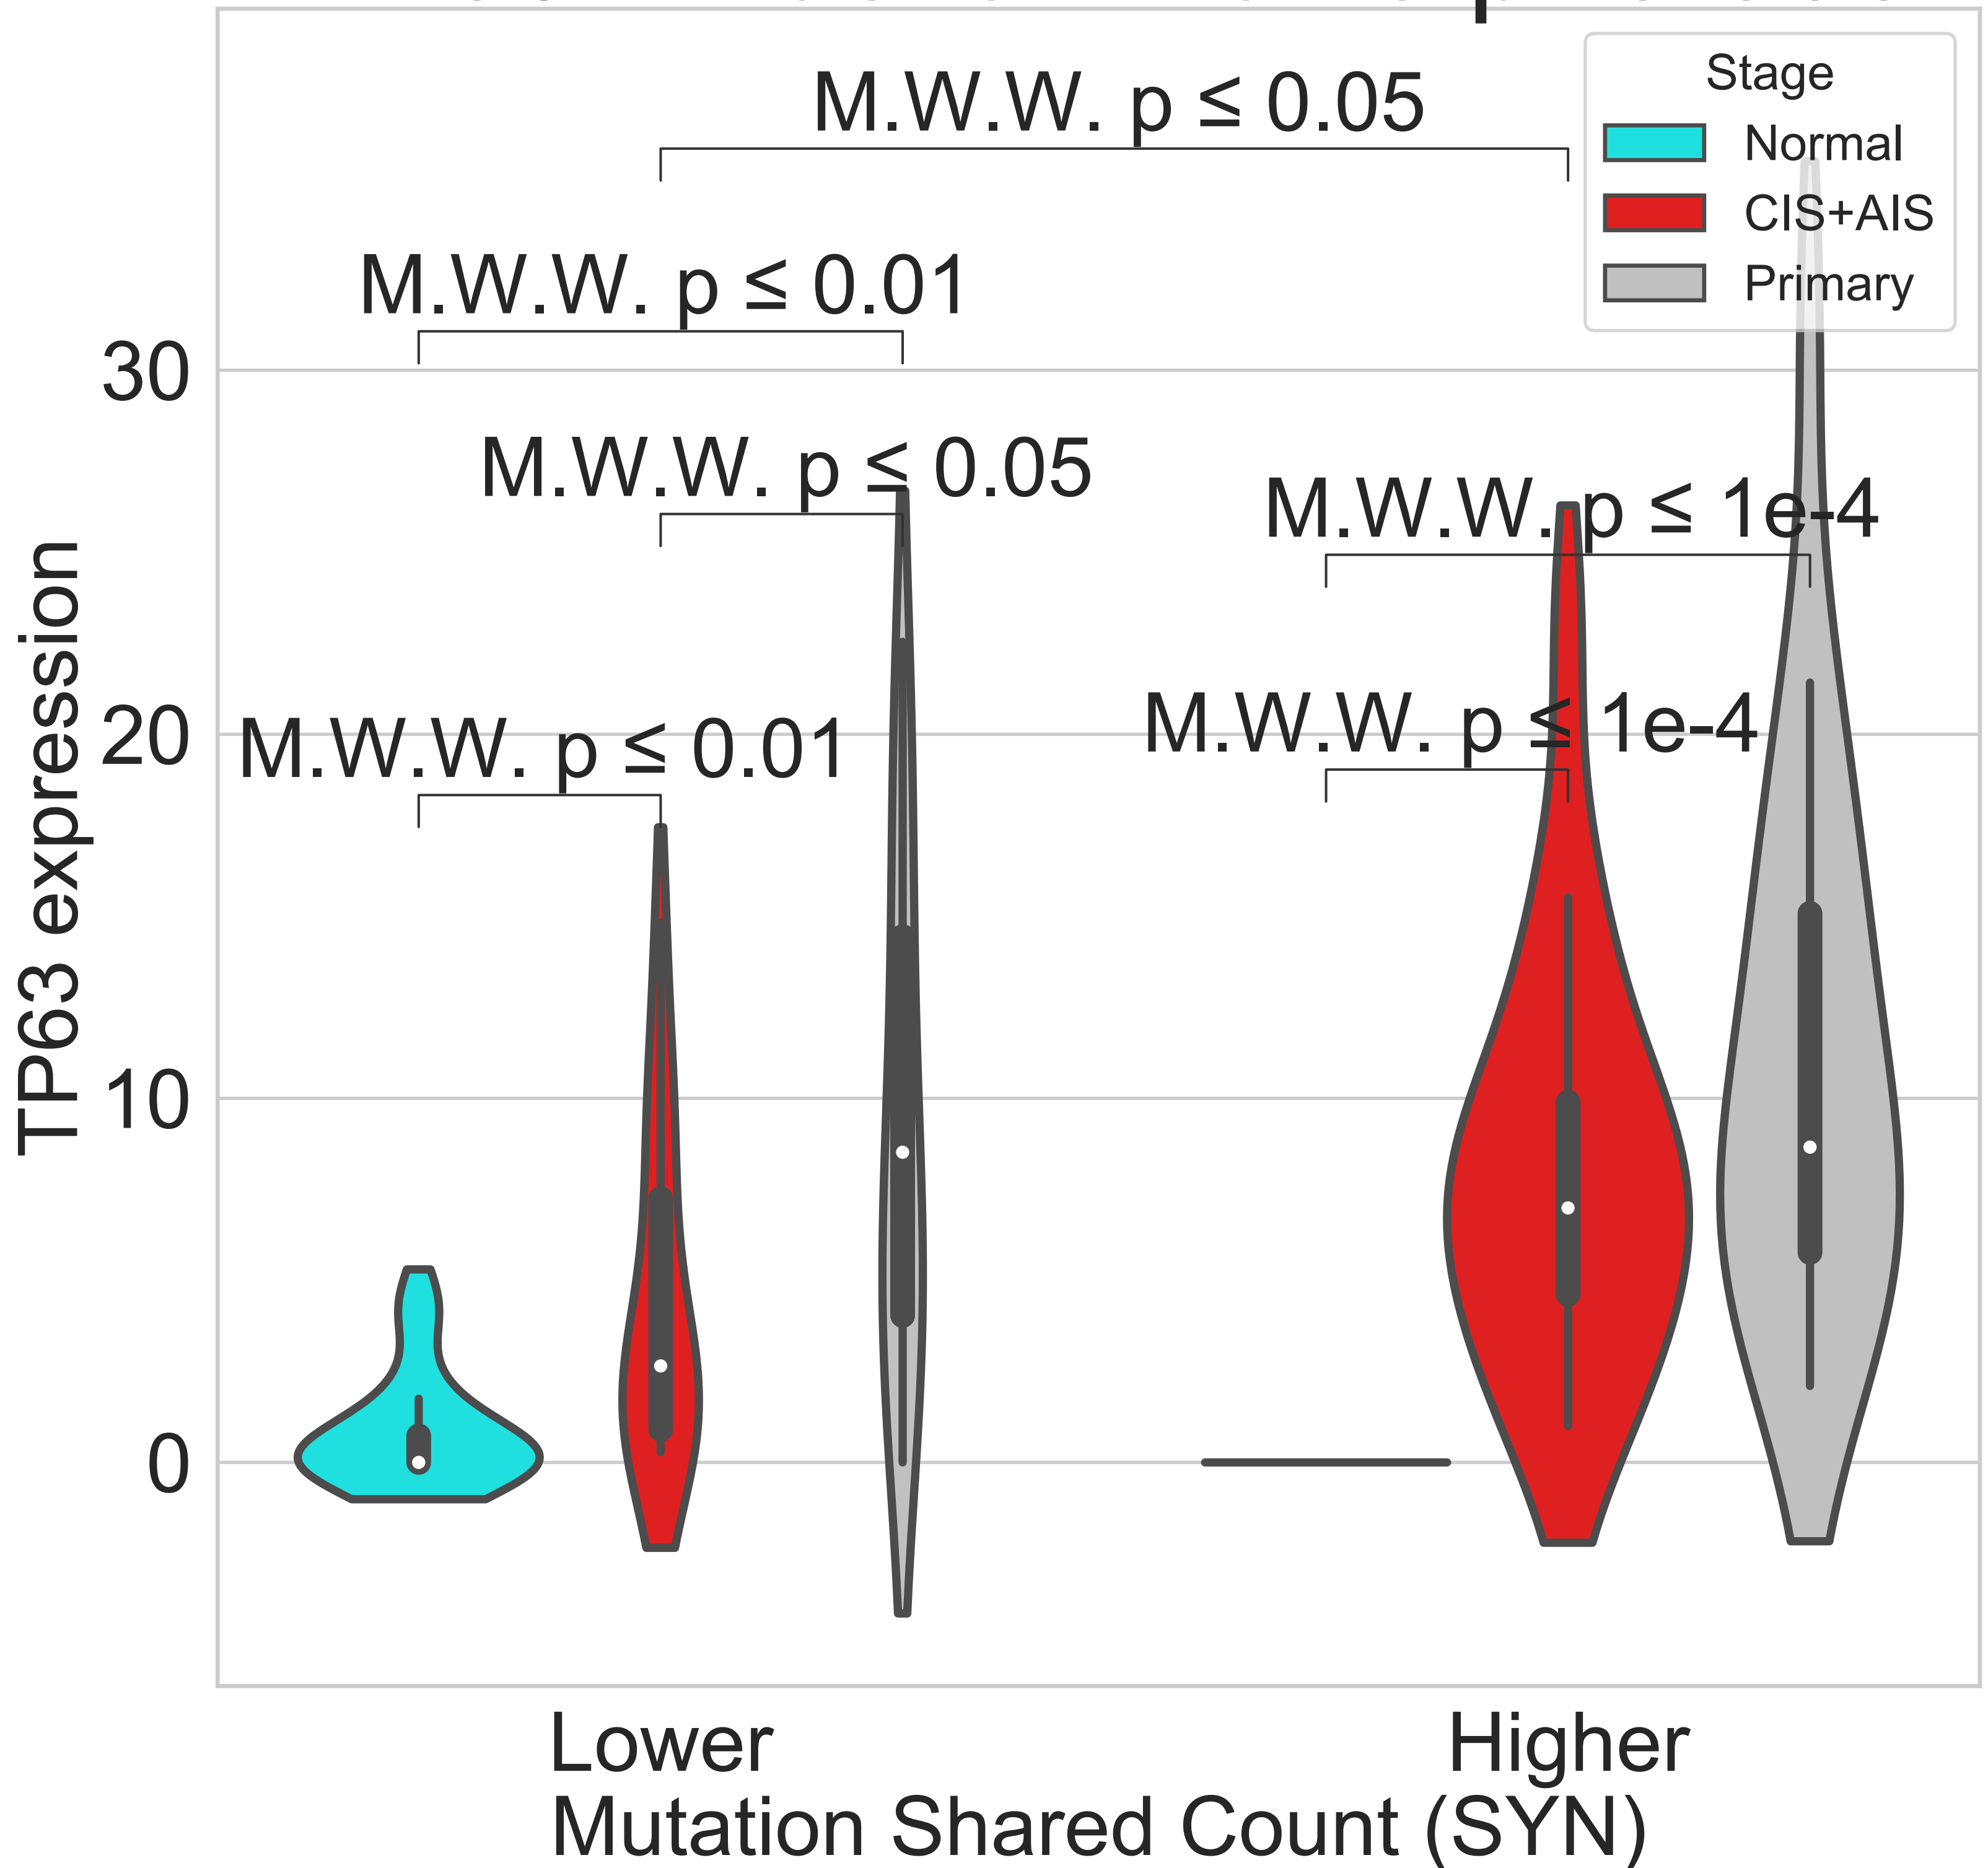 M.W.W. p ≤ 0.05
Stage
Normal
CIS+AIS
Primary
M.W.W. p ≤ 0.01
30
M.W.W. p ≤ 0.05
M.W.W. p ≤ 1e-4
M.W.W. p ≤ 0.01
M.W.W. p ≤ 1e-4
20
TP63 expression
10
0
Lower
Higher
Mutation Shared Count (SYN)